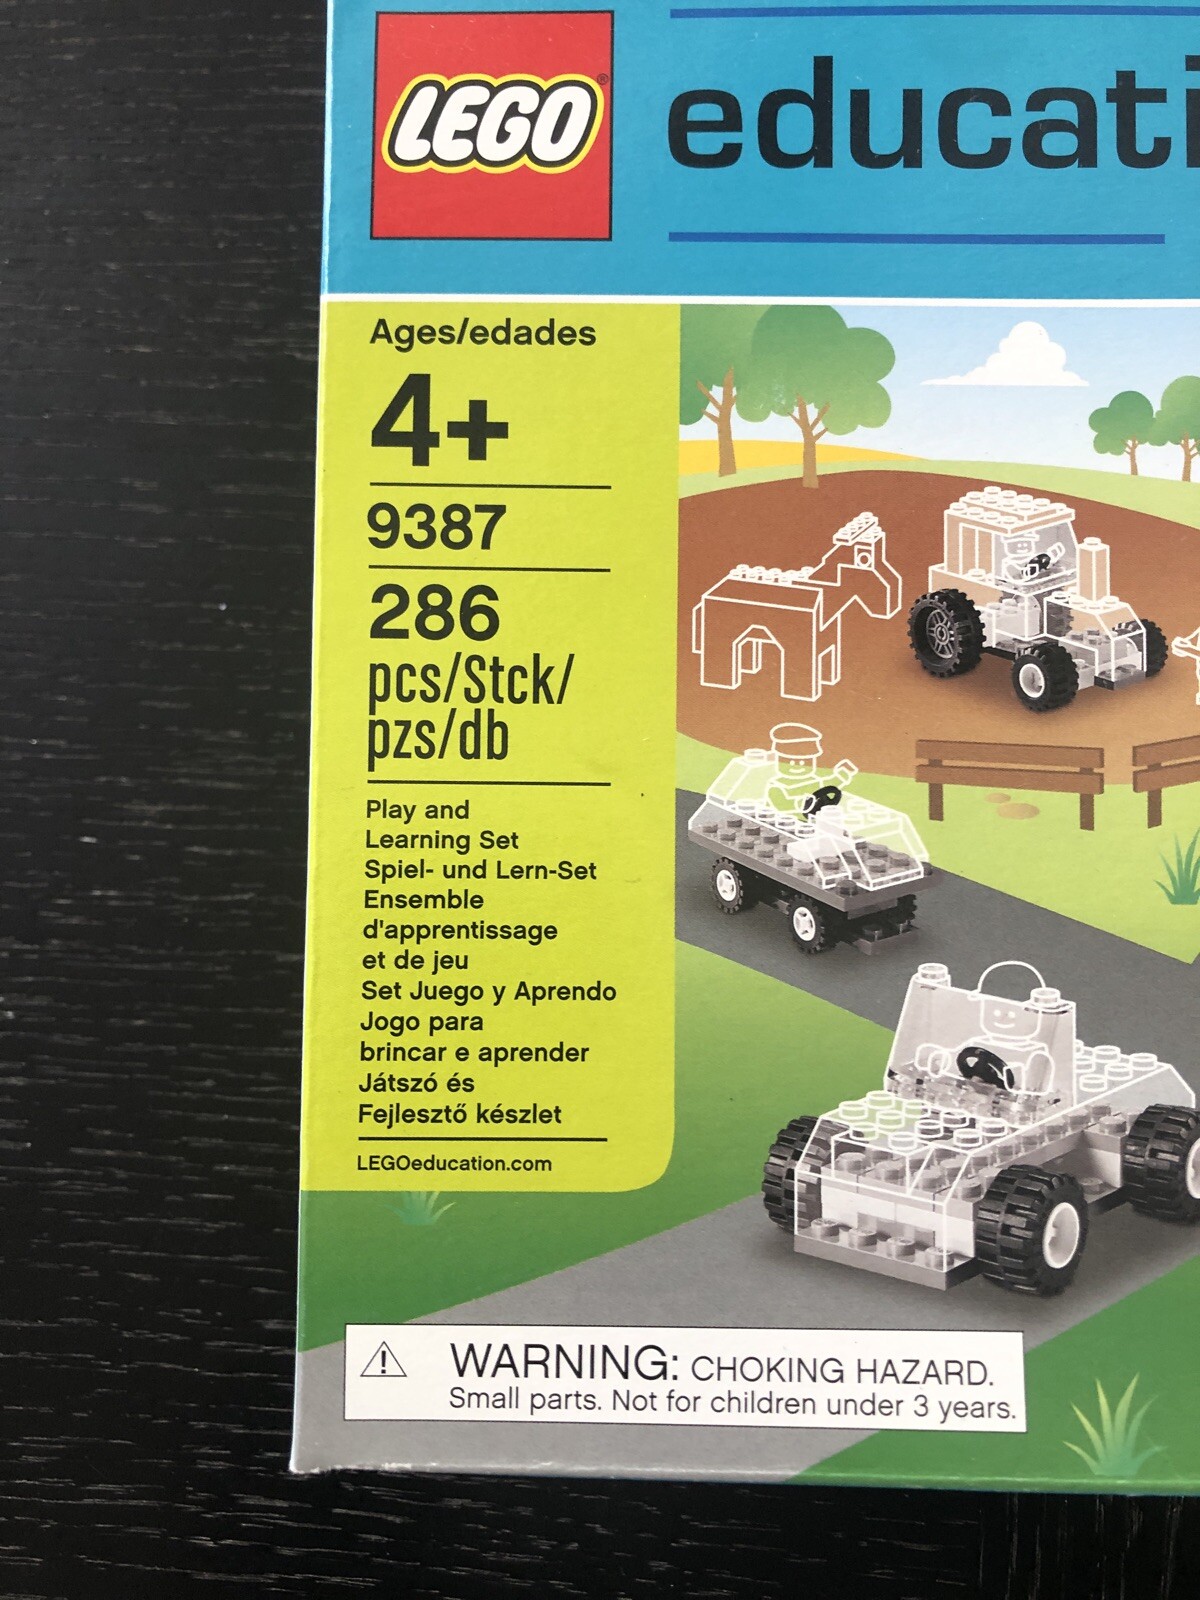 LEGO®
educati
Ages/edades
4+
9387
286
pcs/Stck/
pzs/db
Play and
Learning Set
Spiel- und Lern-Set
Ensemble
d'apprentissage
et de jeu
Set Juego y Aprendo
Jogo para
brincar e aprender
Játszó és
Fejlesztő készlet
LEGOeducation.com
WARNING: CHOKING HAZARD.
Small parts. Not for children under 3 years.